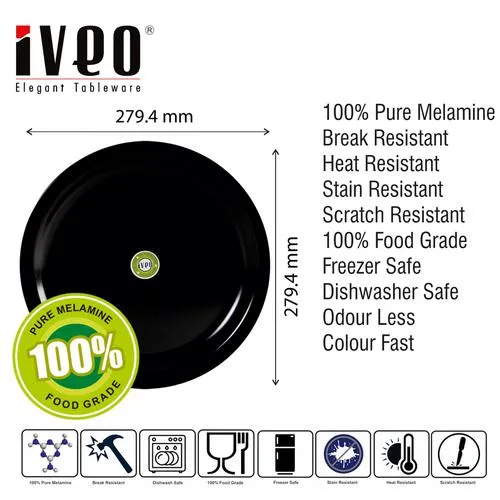 iveo®
Elegant Tableware
279.4 mm
100% Pure Melamine
Break Resistant
Heat Resistant
Stain Resistant
Scratch Resistant
100% Food Grade
Freezer Safe
Dishwasher Safe
Odour Less
Colour Fast
279.4 mm
iveo
PURE MELAMINE
100%
FOOD GRADE
100% Pure Melamine
Break Resistant
Dishwash Safe
100% Food Grade
Freezer Safe
Stain Resistant
Heat Resistant
Scratch Resistant